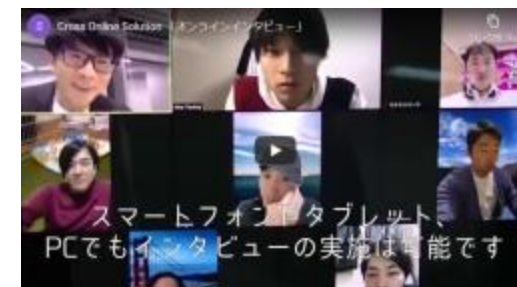 Cross Online Solution 「オンラインインタビュー」
スマートフォンしタブレット、
PCでもインタビューの実施は可能です